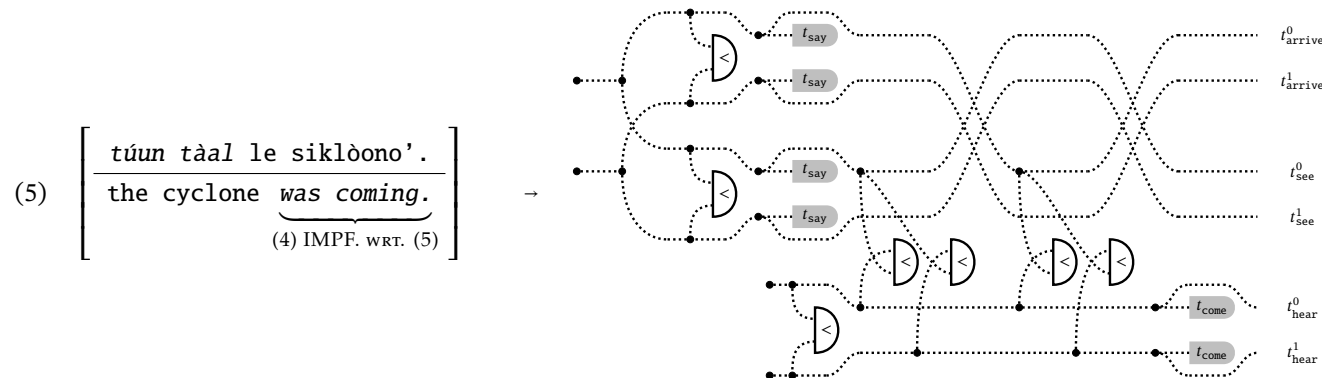 (5) túun tàal le siklòono’. →
the cyclone was coming.
(4) IMPF. WRT. (5)
<
t_say
t_say
<
t_say
t_say
< < < <
<
t_come
t_come
t^0_arrive
t^1_arrive
t^0_see
t^1_see
t^0_hear
t^1_hear